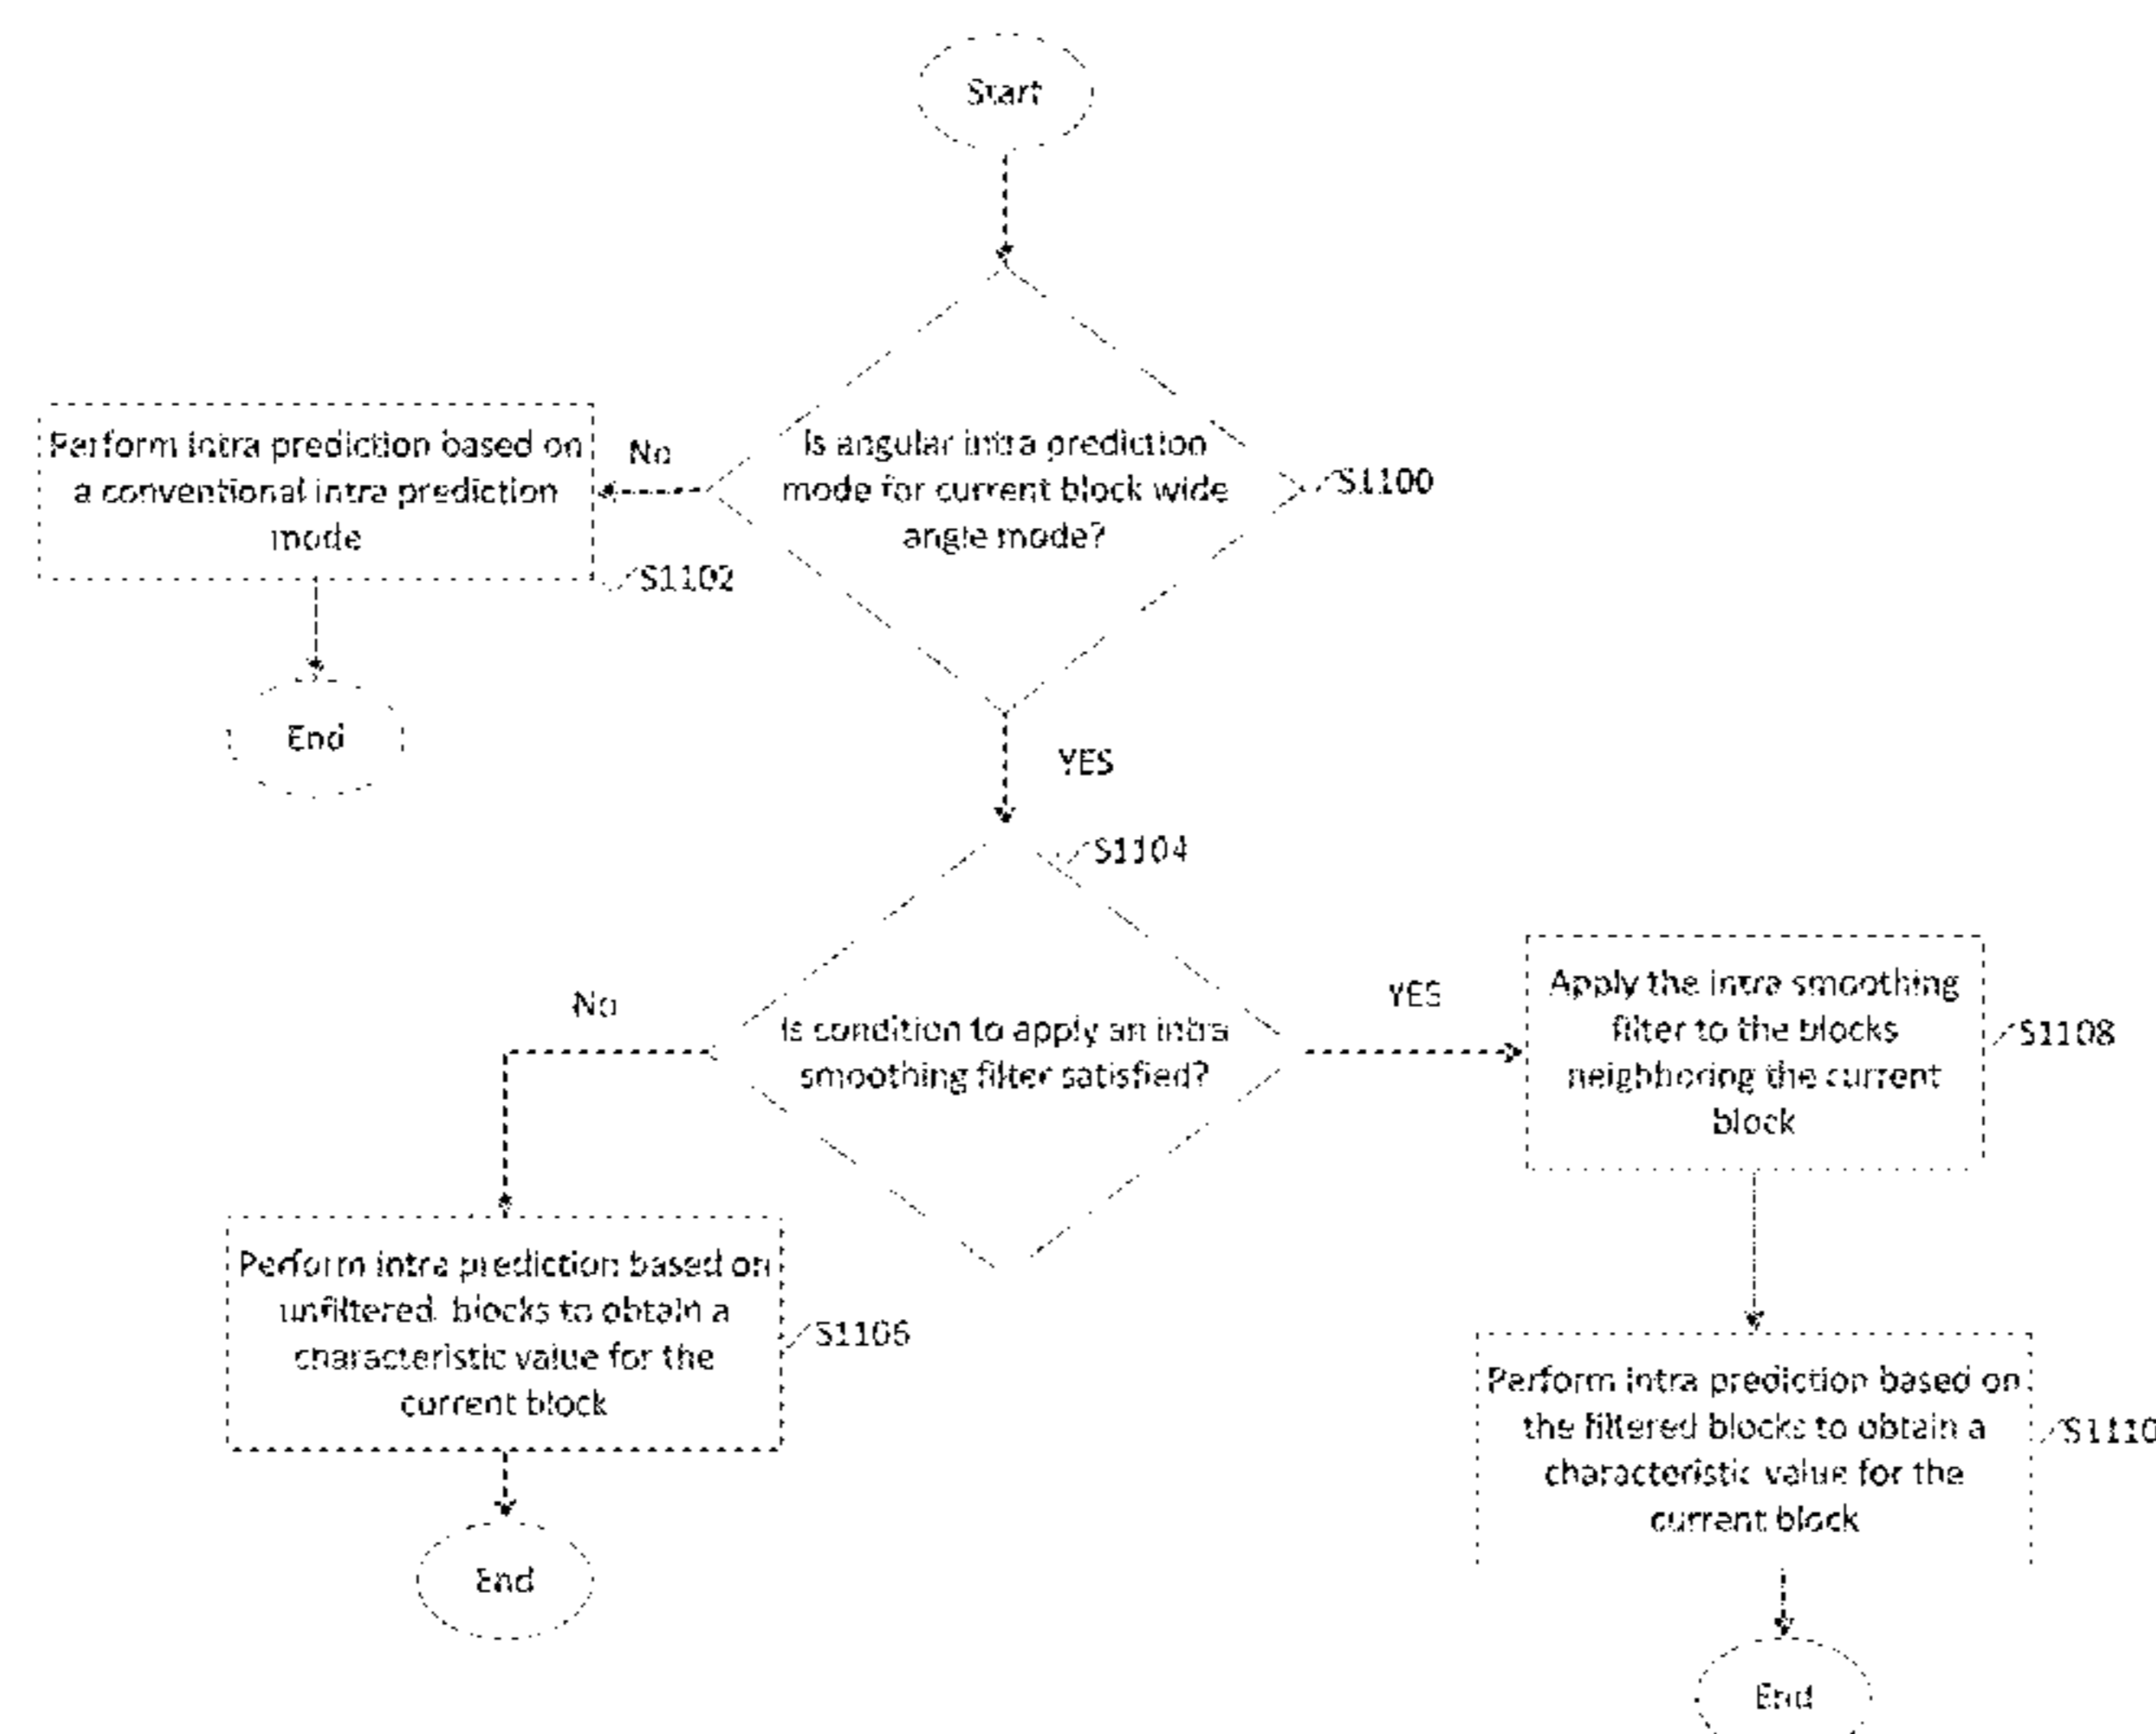 Start
Is angular intra prediction
mode for current block wide
angle mode?
S1100
No
Perform intra prediction based on
a conventional intra prediction
mode
S1102
End
YES
S1104
Is condition to apply an intra
smoothing filter satisfied?
No
YES
Apply the intra smoothing
filter to the blocks
neighboring the current
block
S1108
Perform intra prediction based on
unfiltered blocks to obtain a
characteristic value for the
current block
S1106
End
Perform intra prediction based on
the filtered blocks to obtain a
characteristic value for the
current block
S1110
End